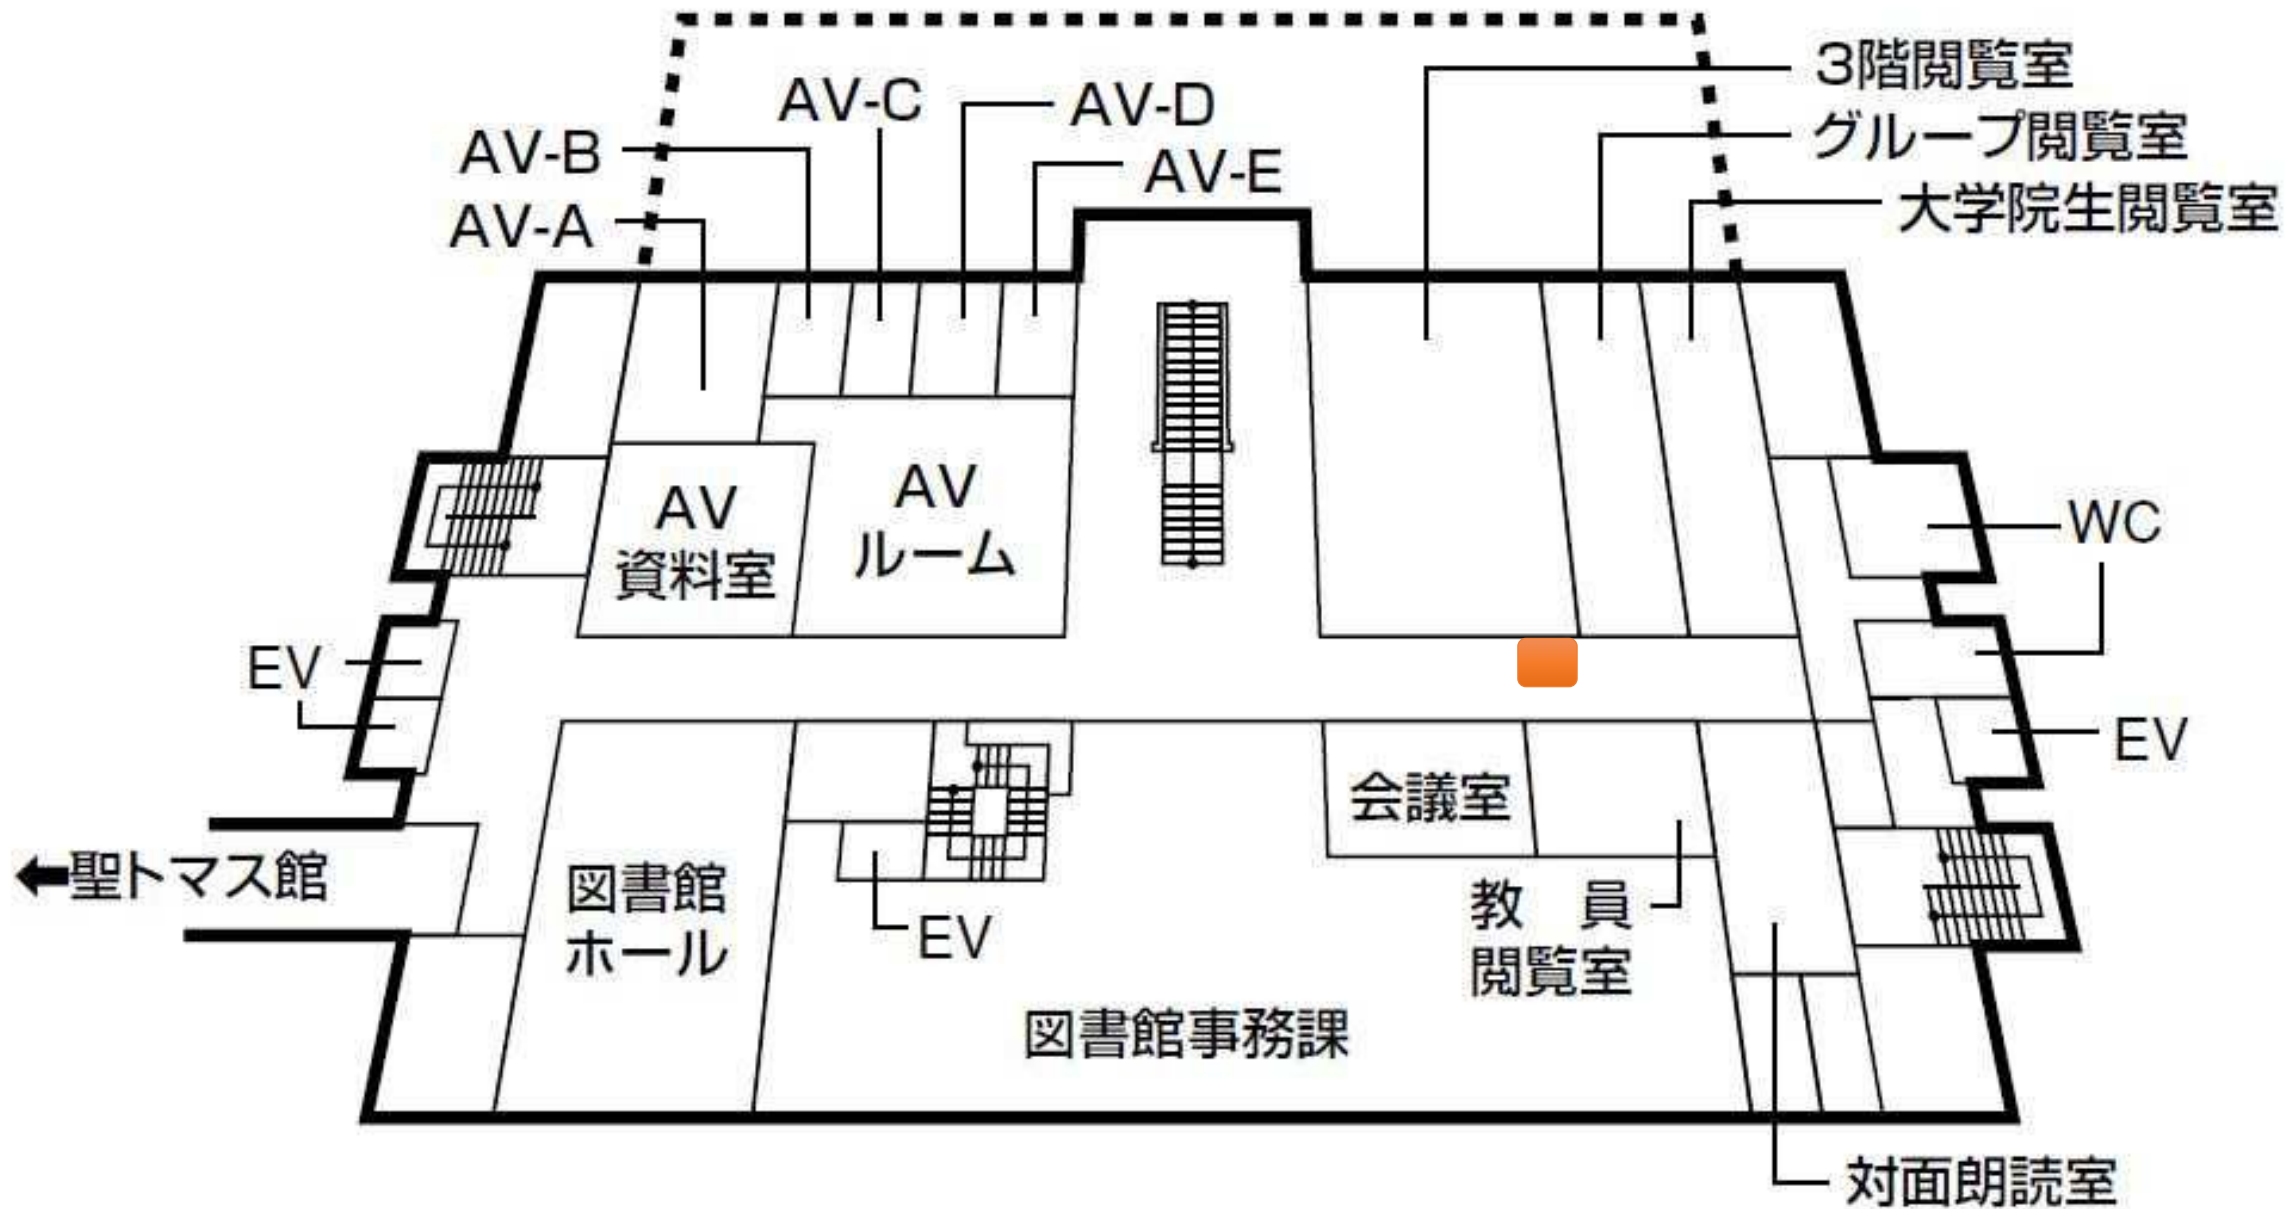 3階閲覧室
AV-C
AV-D
グループ閲覧室
AV-B
AV-E
大学院生閲覧室
AV-A
AV
資料室
AV
ルーム
WC
EV
EV
会議室
←聖トマス館
図書館
ホール
EV
教 員
閲覧室
図書館事務課
対面朗読室